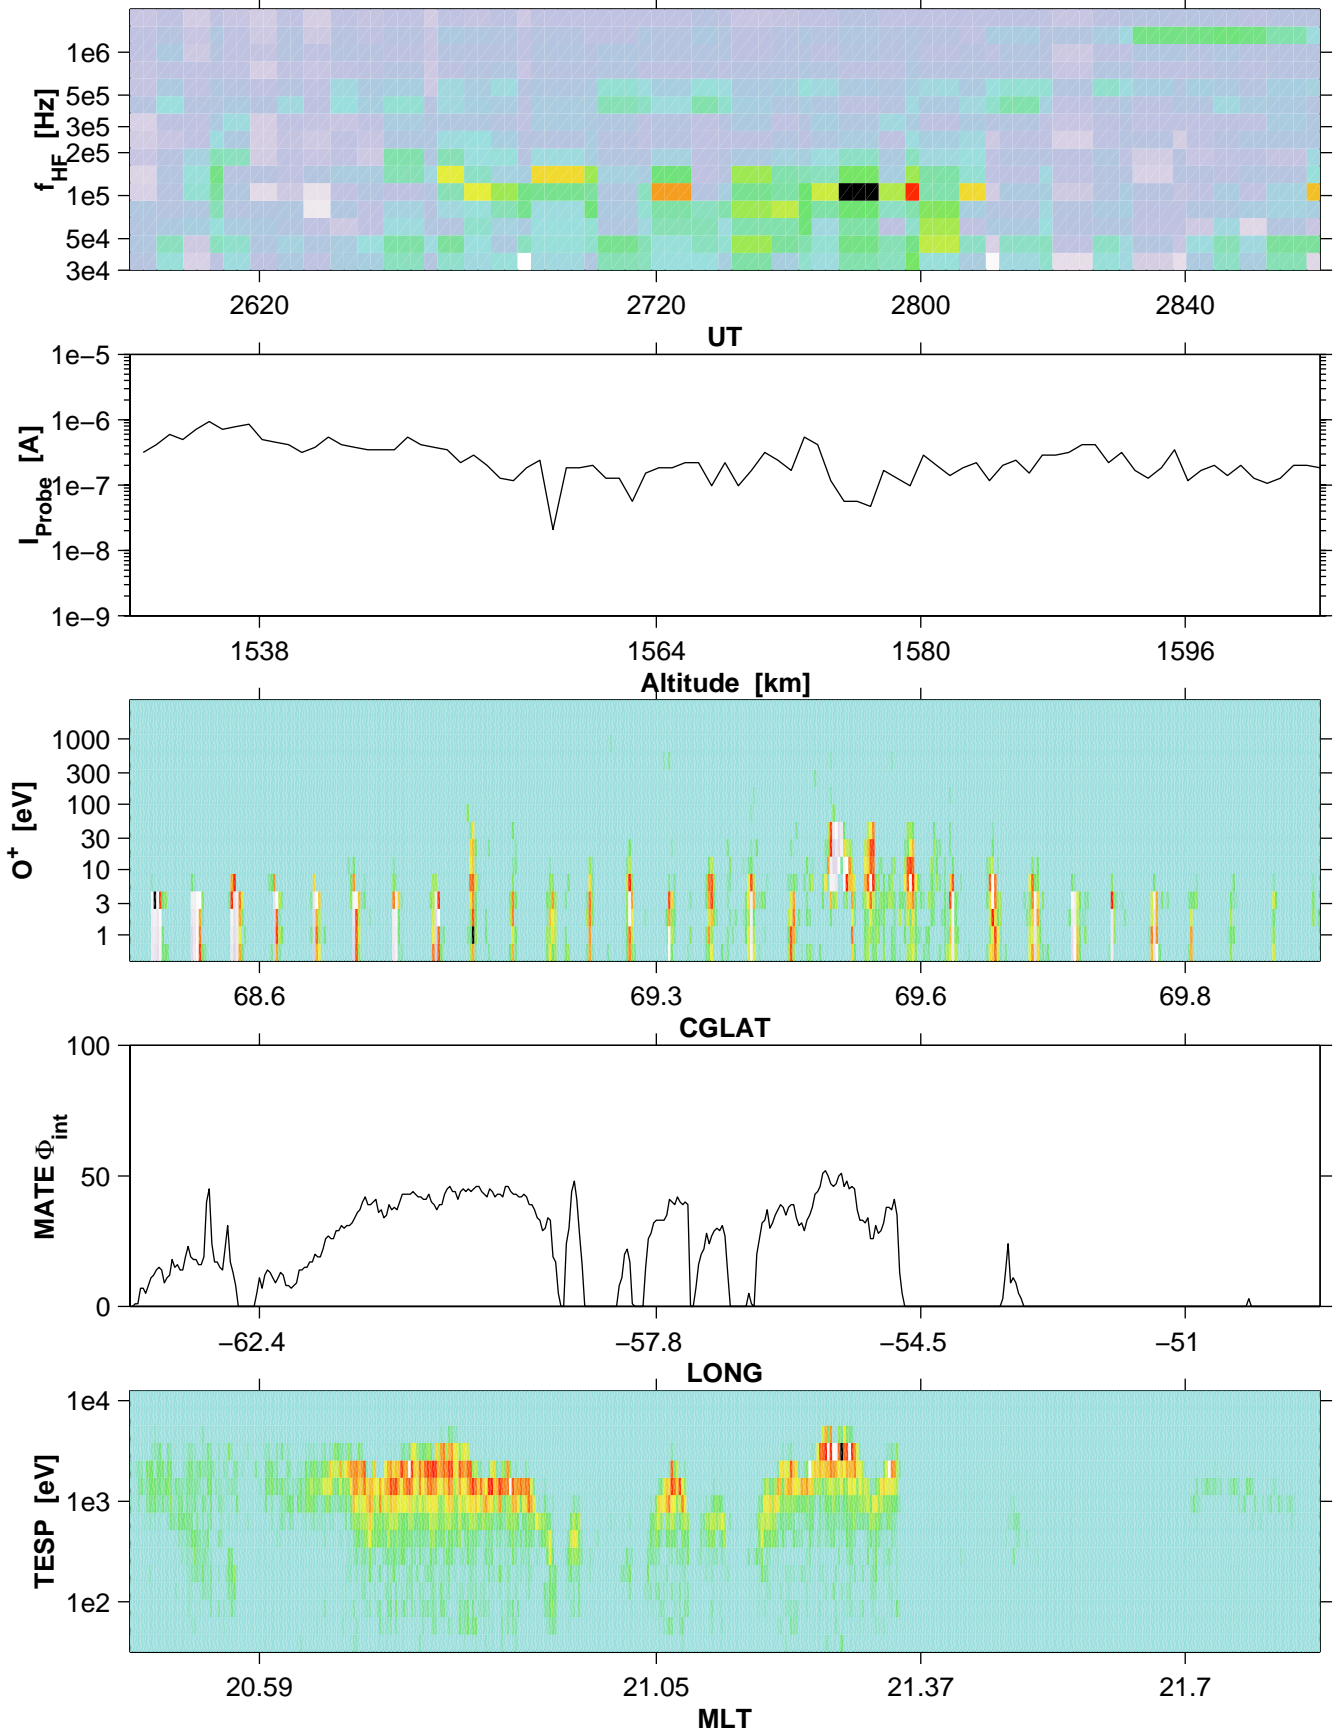 f_HF [Hz]
1e6
5e5
3e5
2e5
1e5
5e4
3e4
2620 2720 2800 2840
UT
I_Probe [A]
1e−5
1e−6
1e−7
1e−8
1e−9
1538 1564 1580 1596
Altitude [km]
O⁺ [eV]
1000
300
100
30
10
3
1
68.6 69.3 69.6 69.8
CGLAT
MATE Φ_int
100
50
0
−62.4 −57.8 −54.5 −51
LONG
TESP [eV]
1e4
1e3
1e2
20.59 21.05 21.37 21.7
MLT